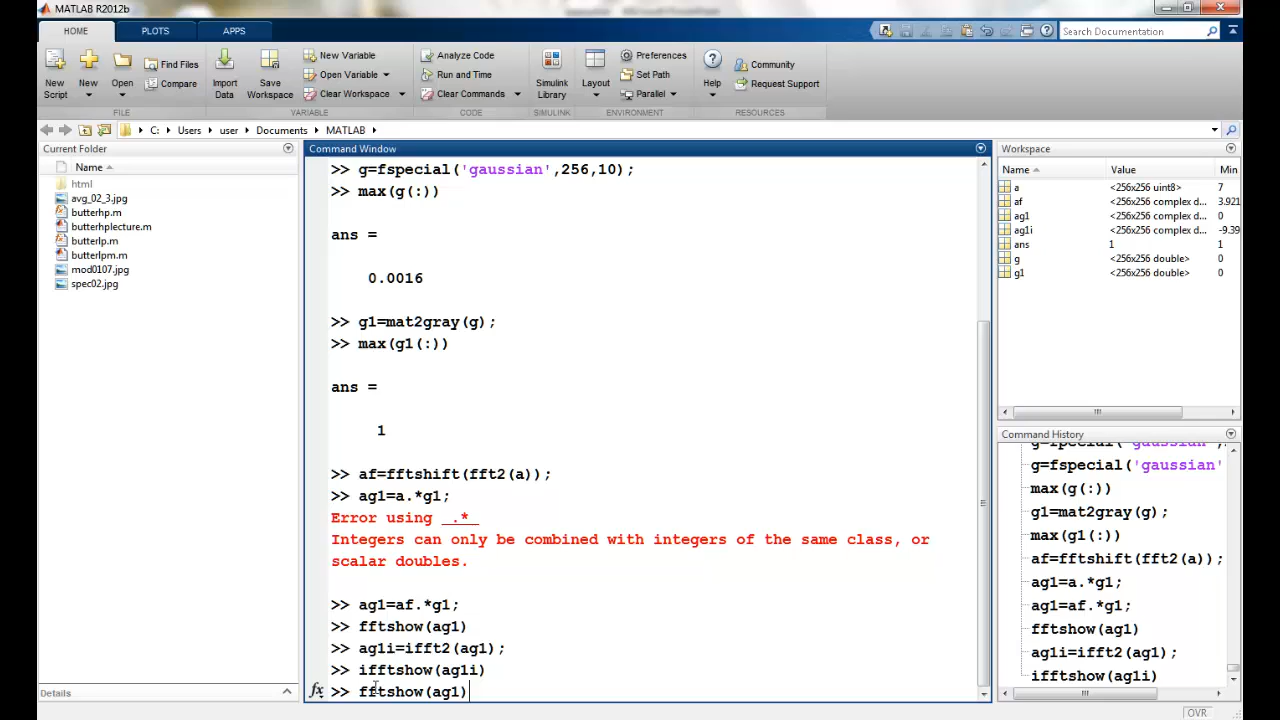 MATLAB R2012b
HOME
PLOTS
APPS
Search Documentation
New Script
New
Open
Find Files
Compare
Import Data
Save Workspace
New Variable
Open Variable
Clear Workspace
Analyze Code
Run and Time
Clear Commands
Simulink Library
Layout
Preferences
Set Path
Parallel
Help
Community
Request Support
FILE
VARIABLE
CODE
SIMULINK
ENVIRONMENT
RESOURCES
C: Users user Documents MATLAB
Current Folder
Name
html
avg_02_3.jpg
butterhp.m
butterhplecture.m
butterlp.m
butterlpm.m
mod0107.jpg
spec02.jpg
Details
Command Window
>> g=fspecial('gaussian',256,10);
>> max(g(:))
ans =
0.0016
>> g1=mat2gray(g);
>> max(g1(:))
ans =
1
>> af=fftshift(fft2(a));
>> ag1=a.*g1;
Error using .*
Integers can only be combined with integers of the same class, or
scalar doubles.
>> ag1=af.*g1;
>> fftshow(ag1)
>> ag1i=ifft2(ag1);
>> ifftshow(ag1i)
fx >> fftshow(ag1)
Workspace
Name Value Min
a <256x256 uint8> 7
af <256x256 complex d... 3.921
ag1 <256x256 complex d... 0
ag1i <256x256 complex d... -9.39
ans 1 1
g <256x256 double> 0
g1 <256x256 double> 0
Command History
g=fspecial('gaussian'
max(g(:))
g1=mat2gray(g);
max(g1(:))
af=fftshift(fft2(a));
ag1=a.*g1;
ag1=af.*g1;
fftshow(ag1)
ag1i=ifft2(ag1);
ifftshow(ag1i)
OVR